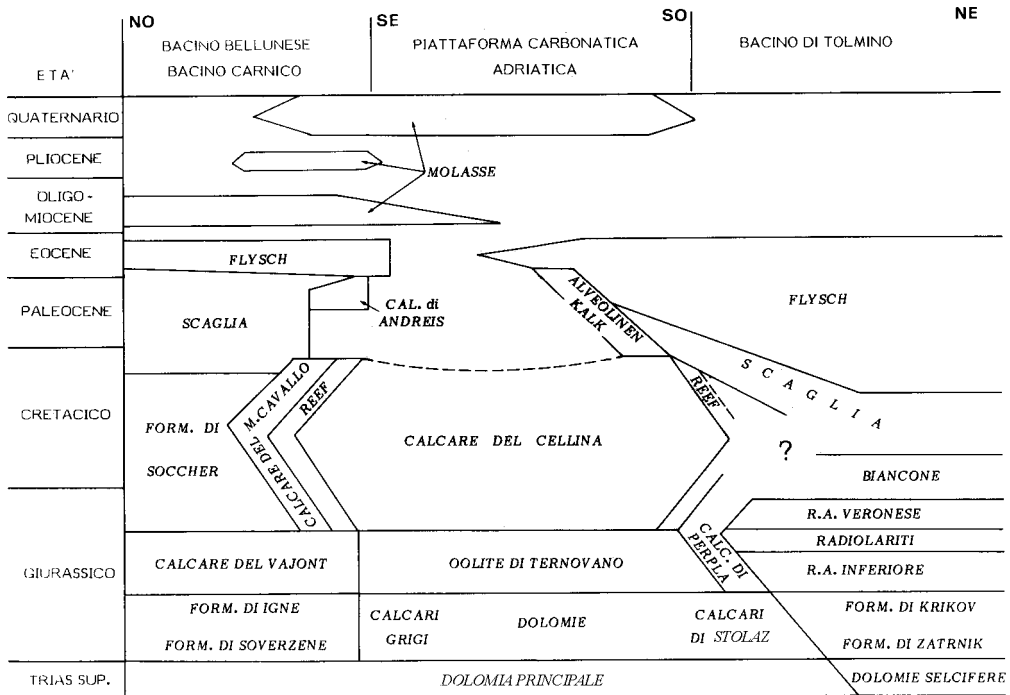 NO
SE
SO
NE
BACINO BELLUNESE
BACINO CARNICO
PIATTAFORMA CARBONATICA
ADRIATICA
BACINO DI TOLMINO
ETA'
QUATERNARIO
PLIOCENE
MOLASSE
OLIGO-
MIOCENE
EOCENE
FLYSCH
PALEOCENE
SCAGLIA
CAL. di
ANDREIS
ALVEOLINEN
KALK
FLYSCH
SCAGLIA
CRETACICO
FORM. DI
SOCCHER
CALCARE DEL M.CAVALLO
REEF
CALCARE DEL CELLINA
REEF
?
BIANCONE
GIURASSICO
R.A. VERONESE
RADIOLARITI
R.A. INFERIORE
CALCARE DEL VAJONT
OOLITE DI TERNOVANO
CALC. DI
PERPLA
FORM. DI IGNE
FORM. DI SOVERZENE
CALCARI
GRIGI
DOLOMIE
CALCARI
DI STOLAZ
FORM. DI KRIKOV
FORM. DI ZATRNIK
TRIAS SUP.
DOLOMIA PRINCIPALE
DOLOMIE SELCIFERE